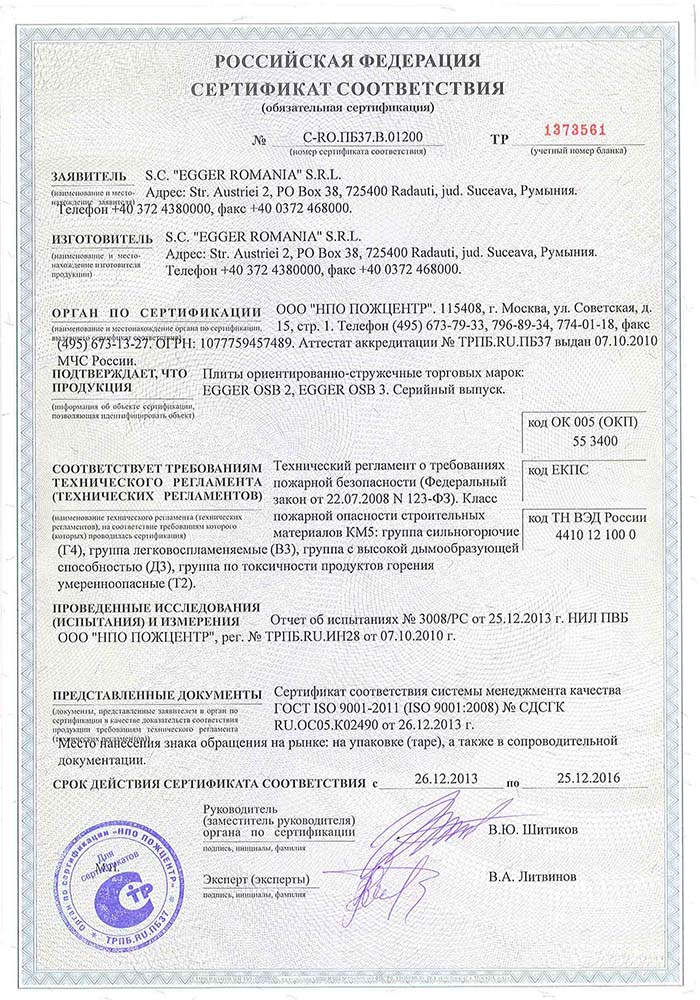 РОССИЙСКАЯ ФЕДЕРАЦИЯ
СЕРТИФИКАТ СООТВЕТСТВИЯ
(обязательная сертификация)
№ C-RO.ПБ37.В.01200 ТР 1373561
(номер сертификата соответствия) (учетный номер бланка)
ЗАЯВИТЕЛЬ S.C. "EGGER ROMANIA" S.R.L.
(наименование и место-
нахождение заявителя)
Адрес: Str. Austriei 2, PO Box 38, 725400 Radauti, jud. Suceava, Румыния.
Телефон +40 372 4380000, факс +40 0372 468000.
ИЗГОТОВИТЕЛЬ S.C. "EGGER ROMANIA" S.R.L.
(наименование и место-
нахождение изготовителя
продукции)
Адрес: Str. Austriei 2, PO Box 38, 725400 Radauti, jud. Suceava, Румыния.
Телефон +40 372 4380000, факс +40 0372 468000.
ОРГАН ПО СЕРТИФИКАЦИИ ООО "НПО ПОЖЦЕНТР". 115408, г. Москва, ул. Советская, д.
(наименование и местонахождение органа по сертификации,
15, стр. 1. Телефон (495) 673-79-33, 796-89-34, 774-01-18, факс
(495) 673-13-27. ОГРН: 1077759457489. Аттестат аккредитации № ТРПБ.RU.ПБ37 выдан 07.10.2010
МЧС России.
ПОДТВЕРЖДАЕТ, ЧТО
ПРОДУКЦИЯ
(информация об объекте сертификации,
позволяющая идентифицировать объект)
Плиты ориентированно-стружечные торговых марок:
EGGER OSB 2, EGGER OSB 3. Серийный выпуск.
код ОК 005 (ОКП)
55 3400
код ЕКПС
код ТН ВЭД России
4410 12 100 0
СООТВЕТСТВУЕТ ТРЕБОВАНИЯМ
ТЕХНИЧЕСКОГО РЕГЛАМЕНТА
(ТЕХНИЧЕСКИХ РЕГЛАМЕНТОВ)
(наименование технического регламента (технических
регламентов), на соответствие требованиям которого
(которых) проводилась сертификация)
Технический регламент о требованиях
пожарной безопасности (Федеральный
закон от 22.07.2008 N 123-ФЗ). Класс
пожарной опасности строительных
материалов КМ5: группа сильногорючие
(Г4), группа легковоспламеняемые (В3), группа с высокой дымообразующей
способностью (Д3), группа по токсичности продуктов горения
умеренноопасные (Т2).
ПРОВЕДЕННЫЕ ИССЛЕДОВАНИЯ
(ИСПЫТАНИЯ) И ИЗМЕРЕНИЯ Отчет об испытаниях № 3008/РС от 25.12.2013 г. НИЛ ПВБ
ООО "НПО ПОЖЦЕНТР", рег. № ТРПБ.RU.ИН28 от 07.10.2010 г.
ПРЕДСТАВЛЕННЫЕ ДОКУМЕНТЫ
(документы, представленные заявителем в орган по
сертификации в качестве доказательств соответствия
продукции требованиям технического регламента
Сертификат соответствия системы менеджмента качества
ГОСТ ISO 9001-2011 (ISO 9001:2008) № СДСГК
RU.ОС05.К02490 от 26.12.2013 г.
Место нанесения знака обращения на рынке: на упаковке (таре), а также в сопроводительной
документации.
СРОК ДЕЙСТВИЯ СЕРТИФИКАТА СООТВЕТСТВИЯ с 26.12.2013 по 25.12.2016
Руководитель
(заместитель руководителя)
органа по сертификации В.Ю. Шитиков
подпись, инициалы, фамилия
Эксперт (эксперты) В.А. Литвинов
подпись, инициалы, фамилия
М.П.
Орган по сертификации «НПО ПОЖЦЕНТР»
ТРПБ.RU.ПБ37
Для
сертификатов
СТР